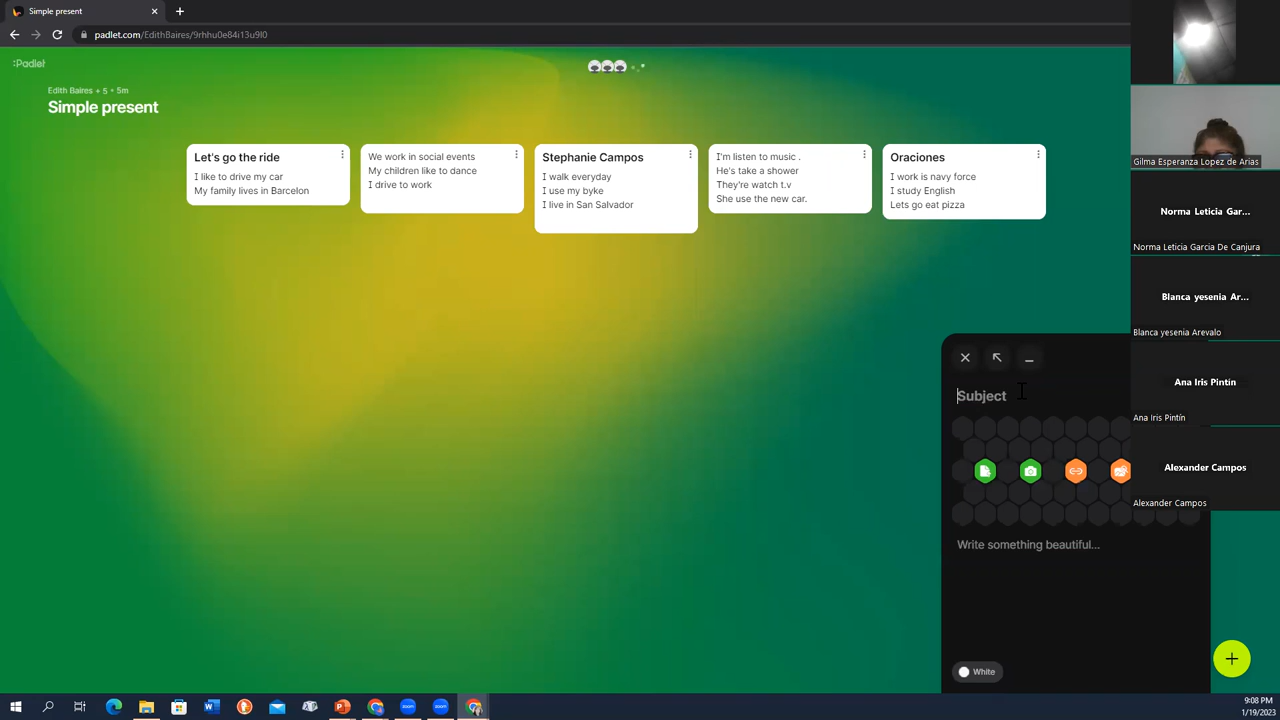 Simple present
padlet.com/EdithBaires/9rhhu0e84i13u9l0
:Padlet
Edith Baires + 5 • 5m
Simple present
Let's go the ride
I like to drive my car
My family lives in Barcelon
We work in social events
My children like to dance
I drive to work
Stephanie Campos
I walk everyday
I use my byke
I live in San Salvador
I'm listen to music .
He's take a shower
They're watch t.v
She use the new car.
Oraciones
I work is navy force
I study English
Lets go eat pizza
Subject
Write something beautiful...
White
Gilma Esperanza Lopez de Arias
Norma Leticia Gar...
Norma Leticia Garcia De Canjura
Blanca yesenia Ar...
Blanca yesenia Arevalo
Ana Iris Pintin
Ana Iris Pintín
Alexander Campos
Alexander Campos
zoom
zoom
9:08 PM
1/19/2023